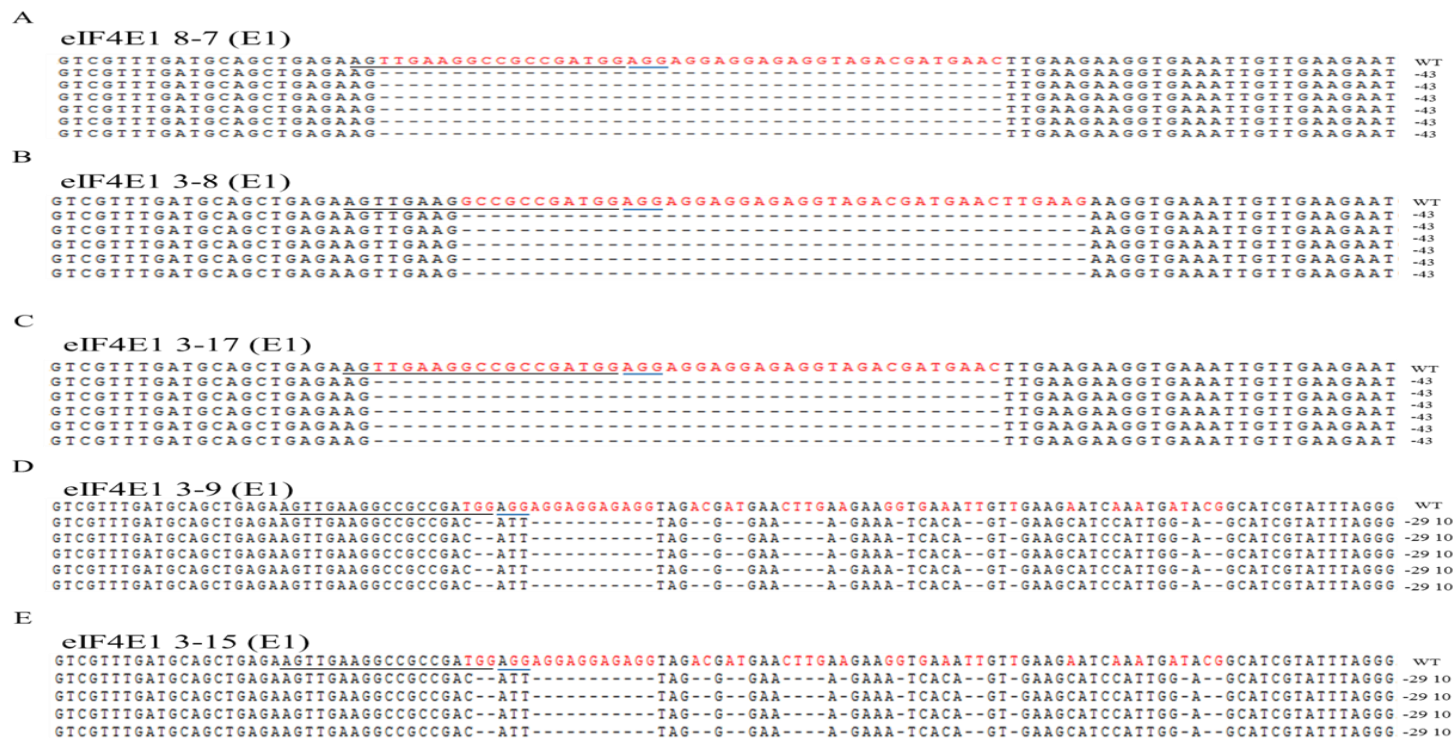 A
eIF4E1 8-7 (E1)
GTCGTTTGATGCAGCTGAGAAGTTGAAGGCCGCCGATGGAGGAGGAGGAGAGGTAGACGATGAACTTGAAGAAGGTGAAATTGTTGAAGAAT WT
GTCGTTTGATGCAGCTGAGAAG-------------------------------------------TTGAAGAAGGTGAAATTGTTGAAGAAT -43
GTCGTTTGATGCAGCTGAGAAG-------------------------------------------TTGAAGAAGGTGAAATTGTTGAAGAAT -43
GTCGTTTGATGCAGCTGAGAAG-------------------------------------------TTGAAGAAGGTGAAATTGTTGAAGAAT -43
GTCGTTTGATGCAGCTGAGAAG-------------------------------------------TTGAAGAAGGTGAAATTGTTGAAGAAT -43
GTCGTTTGATGCAGCTGAGAAG-------------------------------------------TTGAAGAAGGTGAAATTGTTGAAGAAT -43
GTCGTTTGATGCAGCTGAGAAG-------------------------------------------TTGAAGAAGGTGAAATTGTTGAAGAAT -43
B
eIF4E1 3-8 (E1)
GTCGTTTGATGCAGCTGAGAAGTTGAAGGCCGCCGATGGAGGAGGAGGAGAGGTAGACGATGAACTTGAAGAAGGTGAAATTGTTGAAGAAT WT
GTCGTTTGATGCAGCTGAGAAGTTGAAG-------------------------------------------AAGGTGAAATTGTTGAAGAAT -43
GTCGTTTGATGCAGCTGAGAAGTTGAAG-------------------------------------------AAGGTGAAATTGTTGAAGAAT -43
GTCGTTTGATGCAGCTGAGAAGTTGAAG-------------------------------------------AAGGTGAAATTGTTGAAGAAT -43
GTCGTTTGATGCAGCTGAGAAGTTGAAG-------------------------------------------AAGGTGAAATTGTTGAAGAAT -43
GTCGTTTGATGCAGCTGAGAAGTTGAAG-------------------------------------------AAGGTGAAATTGTTGAAGAAT -43
C
eIF4E1 3-17 (E1)
GTCGTTTGATGCAGCTGAGAAGTTGAAGGCCGCCGATGGAGGAGGAGGAGAGGTAGACGATGAACTTGAAGAAGGTGAAATTGTTGAAGAAT WT
GTCGTTTGATGCAGCTGAGAAG-------------------------------------------TTGAAGAAGGTGAAATTGTTGAAGAAT -43
GTCGTTTGATGCAGCTGAGAAG-------------------------------------------TTGAAGAAGGTGAAATTGTTGAAGAAT -43
GTCGTTTGATGCAGCTGAGAAG-------------------------------------------TTGAAGAAGGTGAAATTGTTGAAGAAT -43
GTCGTTTGATGCAGCTGAGAAG-------------------------------------------TTGAAGAAGGTGAAATTGTTGAAGAAT -43
GTCGTTTGATGCAGCTGAGAAG-------------------------------------------TTGAAGAAGGTGAAATTGTTGAAGAAT -43
D
eIF4E1 3-9 (E1)
GTCGTTTGATGCAGCTGAGAAGTTGAAGGCCGCCGATGGAGGAGGAGGAGAGGTAGACGATGAACTTGAAGAAGGTGAAATTGTTGAAGAATCAAATGATACGGCATCGTATTTAGGG WT
GTCGTTTGATGCAGCTGAGAAGTTGAAGGCCGCCGAC--ATT-----------TAG--G--GAA----A-GAAA-TCACA--GT-GAAGCATCCATTGG-A--GCATCGTATTTAGGG -29 10
GTCGTTTGATGCAGCTGAGAAGTTGAAGGCCGCCGAC--ATT-----------TAG--G--GAA----A-GAAA-TCACA--GT-GAAGCATCCATTGG-A--GCATCGTATTTAGGG -29 10
GTCGTTTGATGCAGCTGAGAAGTTGAAGGCCGCCGAC--ATT-----------TAG--G--GAA----A-GAAA-TCACA--GT-GAAGCATCCATTGG-A--GCATCGTATTTAGGG -29 10
GTCGTTTGATGCAGCTGAGAAGTTGAAGGCCGCCGAC--ATT-----------TAG--G--GAA----A-GAAA-TCACA--GT-GAAGCATCCATTGG-A--GCATCGTATTTAGGG -29 10
GTCGTTTGATGCAGCTGAGAAGTTGAAGGCCGCCGAC--ATT-----------TAG--G--GAA----A-GAAA-TCACA--GT-GAAGCATCCATTGG-A--GCATCGTATTTAGGG -29 10
E
eIF4E1 3-15 (E1)
GTCGTTTGATGCAGCTGAGAAGTTGAAGGCCGCCGATGGAGGAGGAGGAGAGGTAGACGATGAACTTGAAGAAGGTGAAATTGTTGAAGAATCAAATGATACGGCATCGTATTTAGGG WT
GTCGTTTGATGCAGCTGAGAAGTTGAAGGCCGCCGAC--ATT-----------TAG--G--GAA----A-GAAA-TCACA--GT-GAAGCATCCATTGG-A--GCATCGTATTTAGGG -29 10
GTCGTTTGATGCAGCTGAGAAGTTGAAGGCCGCCGAC--ATT-----------TAG--G--GAA----A-GAAA-TCACA--GT-GAAGCATCCATTGG-A--GCATCGTATTTAGGG -29 10
GTCGTTTGATGCAGCTGAGAAGTTGAAGGCCGCCGAC--ATT-----------TAG--G--GAA----A-GAAA-TCACA--GT-GAAGCATCCATTGG-A--GCATCGTATTTAGGG -29 10
GTCGTTTGATGCAGCTGAGAAGTTGAAGGCCGCCGAC--ATT-----------TAG--G--GAA----A-GAAA-TCACA--GT-GAAGCATCCATTGG-A--GCATCGTATTTAGGG -29 10